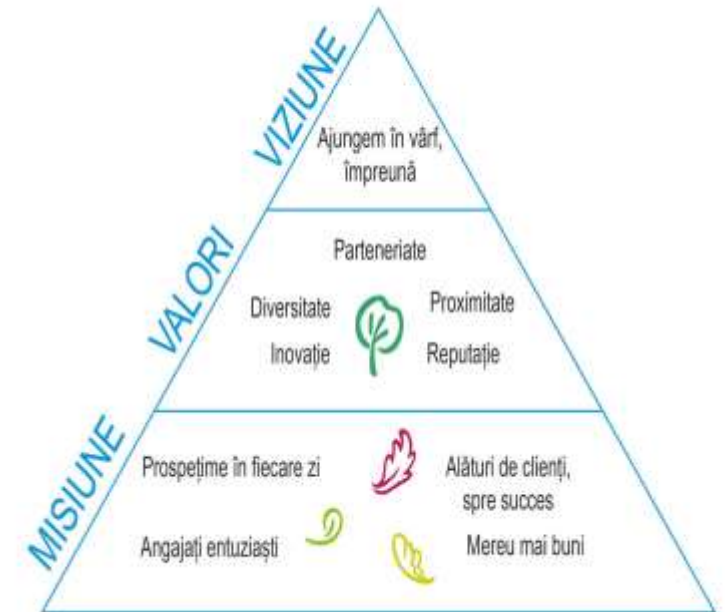 VIZIUNE
Ajungem în vârf,
împreună
VALORI
Parteneriate
Diversitate
Proximitate
Inovație
Reputație
MISIUNE
Prospețime în fiecare zi
Alături de clienți,
spre succes
Angajați entuziaști
Mereu mai buni